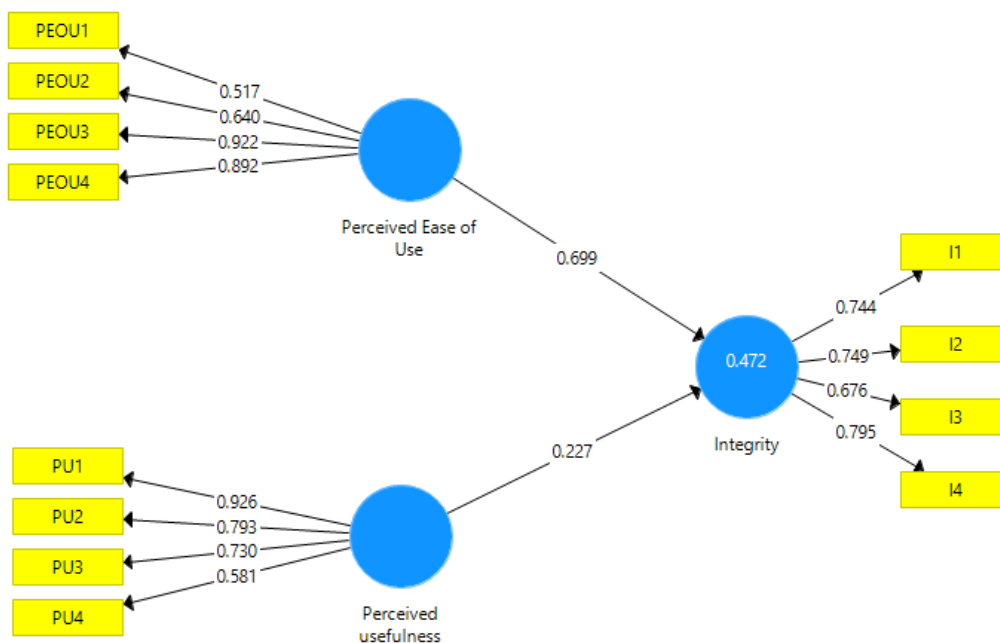 PEOU1
PEOU2
PEOU3
PEOU4
0.517
0.640
0.922
0.892
Perceived Ease of
Use
0.699
I1
I2
I3
I4
0.744
0.749
0.676
0.795
0.472
Integrity
0.227
PU1
PU2
PU3
PU4
0.926
0.793
0.730
0.581
Perceived
usefulness